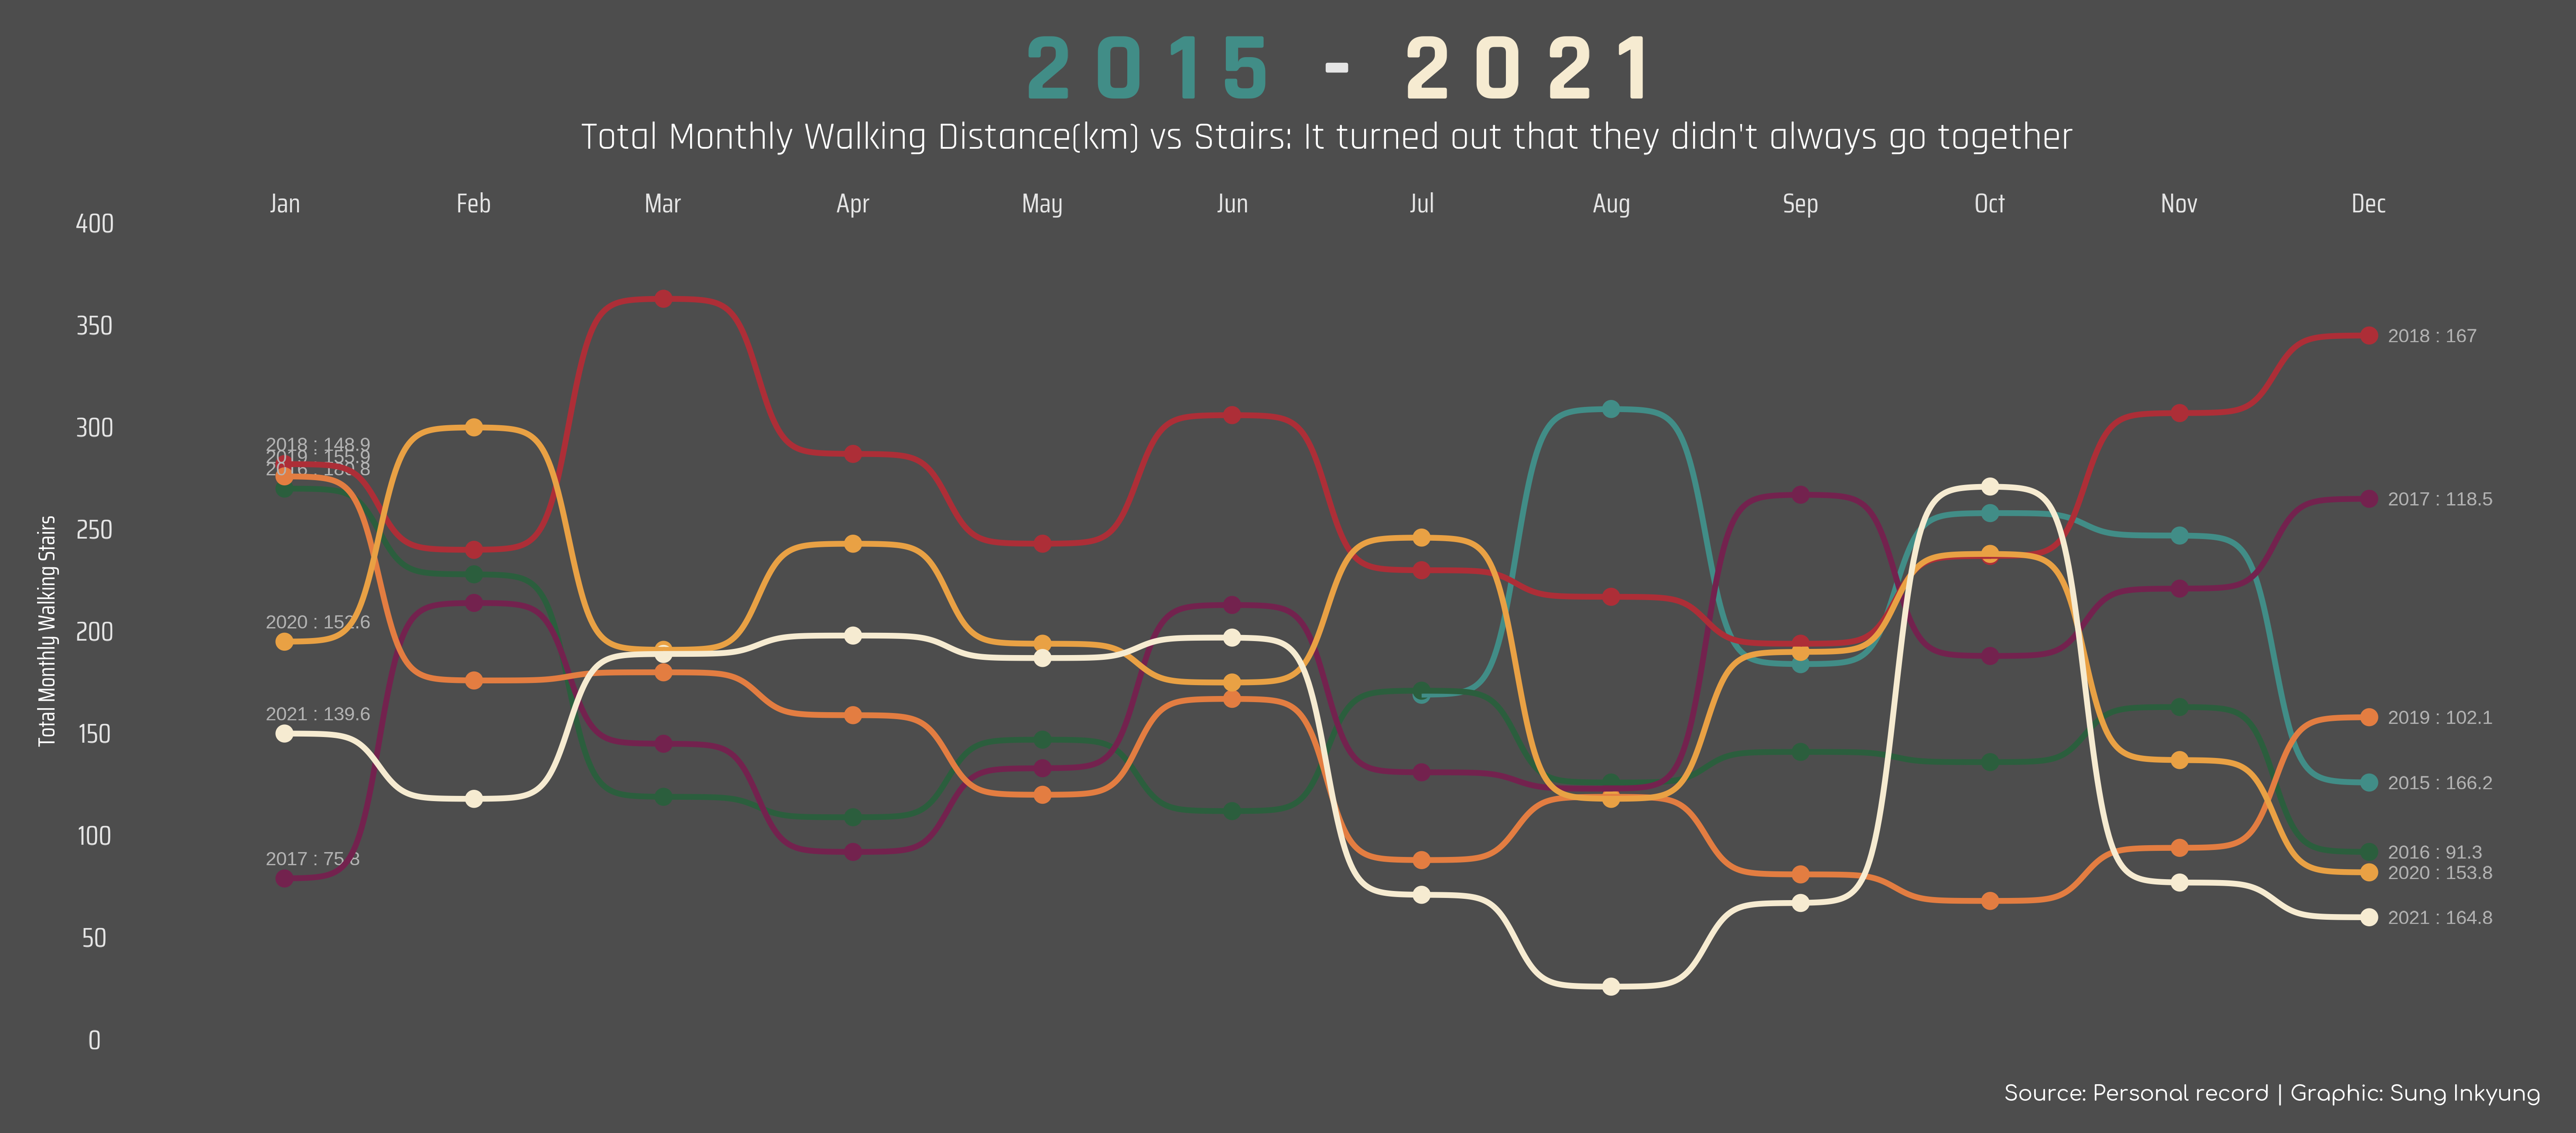 2015 - 2021
Total Monthly Walking Distance(km) vs Stairs: It turned out that they didn't always go together
Jan Feb Mar Apr May Jun Jul Aug Sep Oct Nov Dec
400
350
300
250
200
150
100
50
0
Total Monthly Walking Stairs
2018 : 148.9
2019 : 155.9
2016 :
2020 : 152.6
2021 : 139.6
2017 : 75.8
2018 : 167
2017 : 118.5
2019 : 102.1
2015 : 166.2
2016 : 91.3
2020 : 153.8
2021 : 164.8
Source: Personal record | Graphic: Sung Inkyung